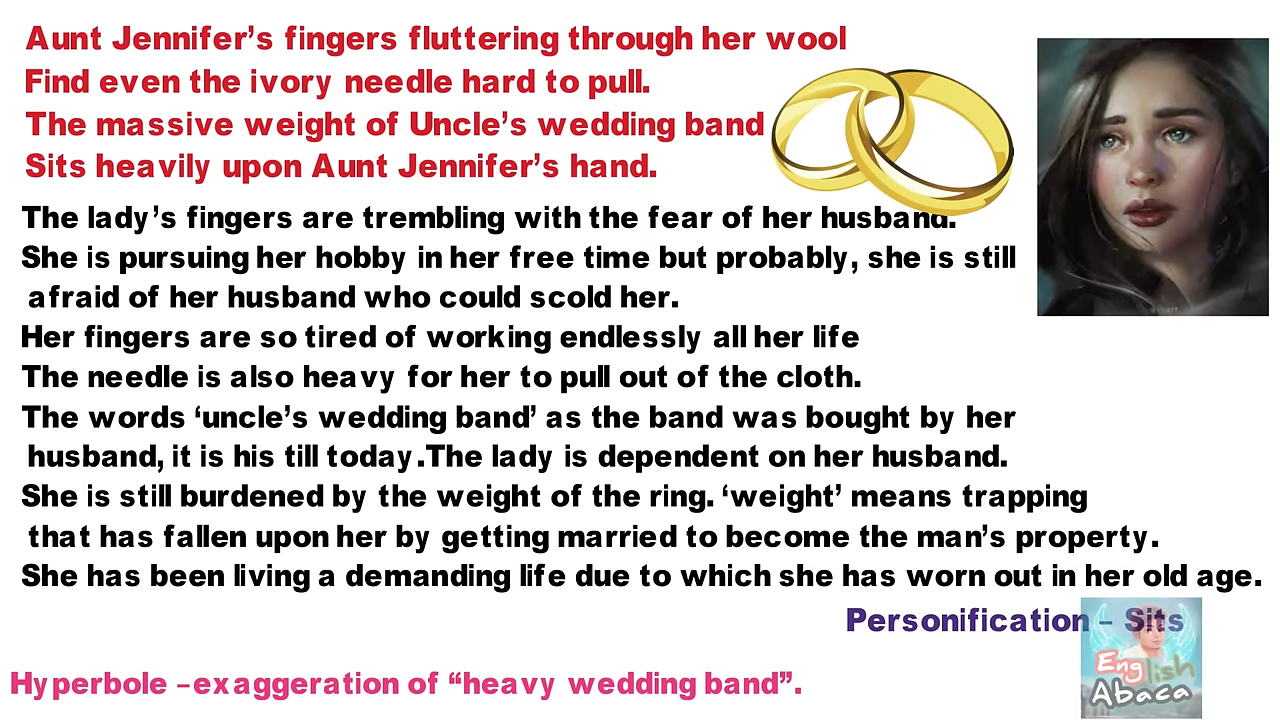 Aunt Jennifer’s fingers fluttering through her wool
Find even the ivory needle hard to pull.
The massive weight of Uncle’s wedding band
Sits heavily upon Aunt Jennifer’s hand.
The lady’s fingers are trembling with the fear of her husband.
She is pursuing her hobby in her free time but probably, she is still
afraid of her husband who could scold her.
Her fingers are so tired of working endlessly all her life
The needle is also heavy for her to pull out of the cloth.
The words ‘uncle’s wedding band’ as the band was bought by her
husband, it is his till today.The lady is dependent on her husband.
She is still burdened by the weight of the ring. ‘weight’ means trapping
that has fallen upon her by getting married to become the man’s property.
She has been living a demanding life due to which she has worn out in her old age.
Personification – Sits
English
Abaca
Hyperbole –exaggeration of “heavy wedding band”.